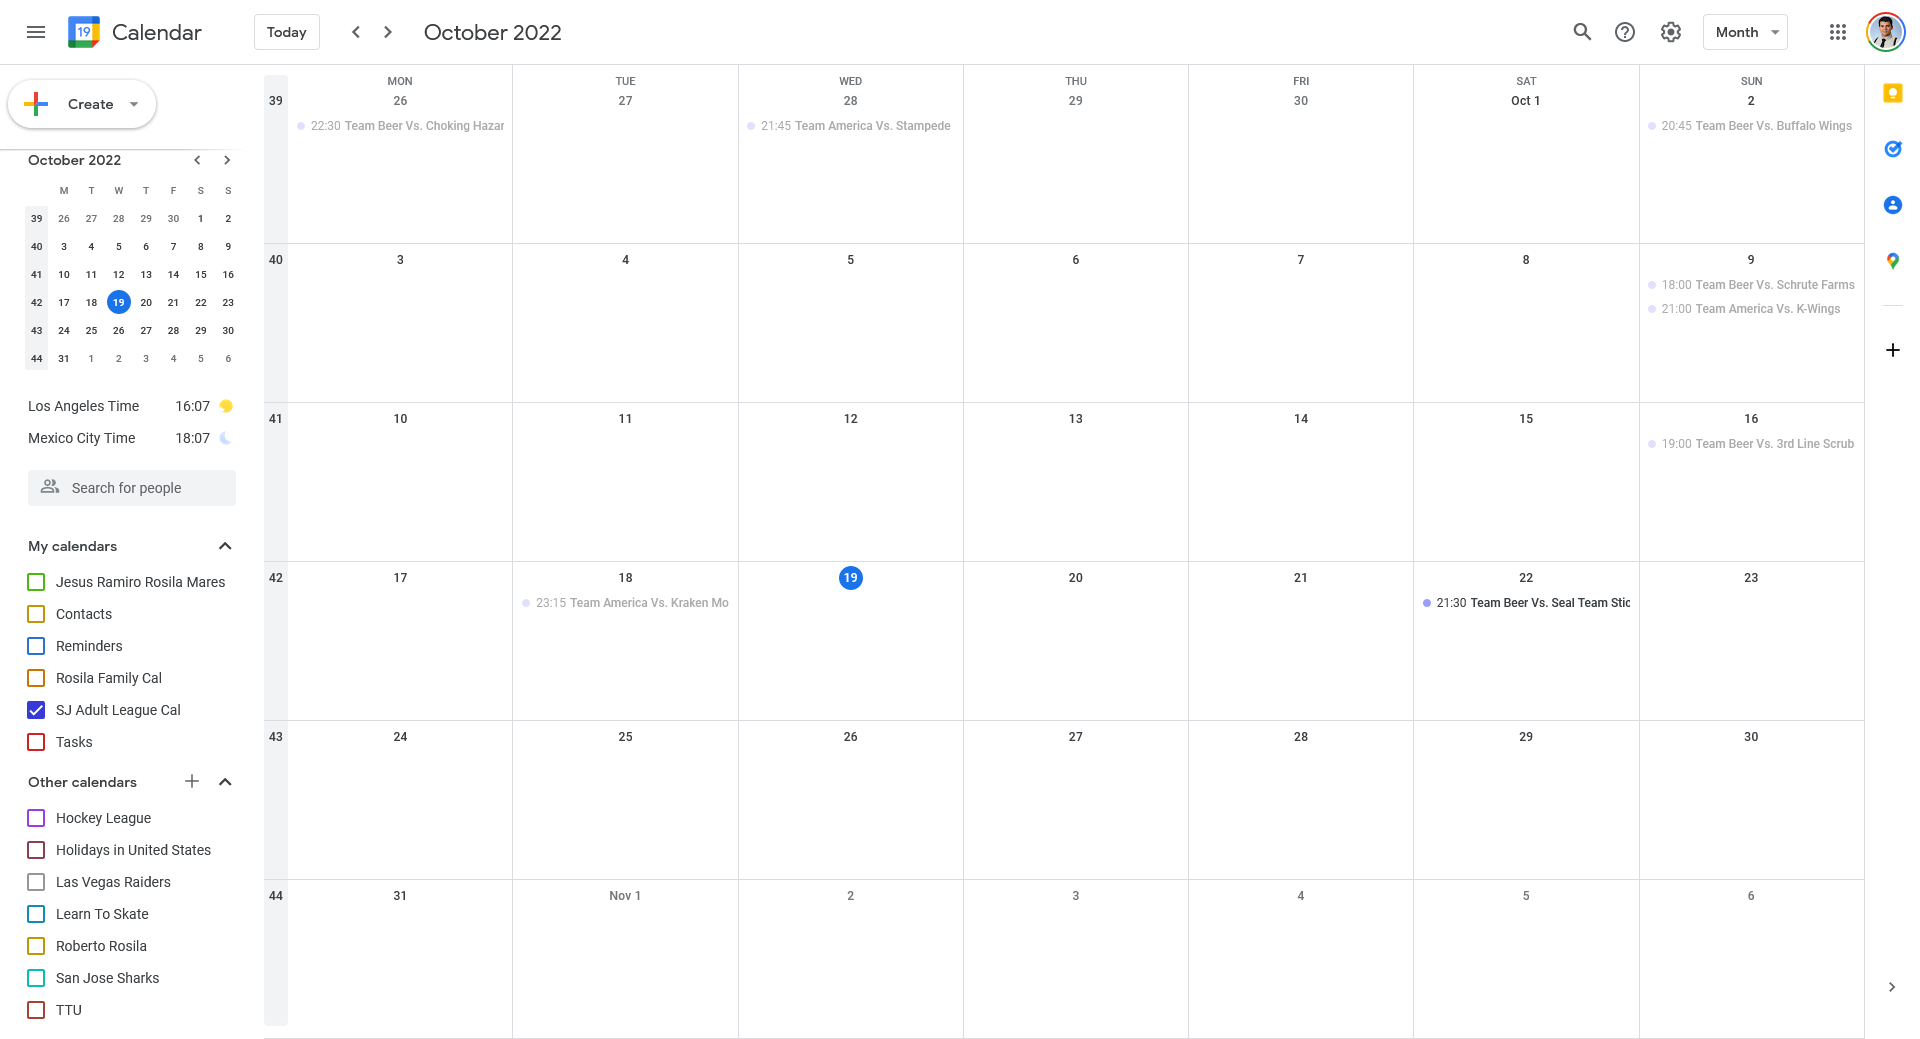 19
Calendar
Today
October 2022
Month
Create
October 2022
M T W T F S S
39 26 27 28 29 30 1 2
40 3 4 5 6 7 8 9
41 10 11 12 13 14 15 16
42 17 18 19 20 21 22 23
43 24 25 26 27 28 29 30
44 31 1 2 3 4 5 6
Los Angeles Time 16:07
Mexico City Time 18:07
Search for people
My calendars
Jesus Ramiro Rosila Mares
Contacts
Reminders
Rosila Family Cal
SJ Adult League Cal
Tasks
Other calendars
Hockey League
Holidays in United States
Las Vegas Raiders
Learn To Skate
Roberto Rosila
San Jose Sharks
TTU
MON TUE WED THU FRI SAT SUN
39 26 27 28 29 30 Oct 1 2
22:30 Team Beer Vs. Choking Hazar
21:45 Team America Vs. Stampede
20:45 Team Beer Vs. Buffalo Wings
40 3 4 5 6 7 8 9
18:00 Team Beer Vs. Schrute Farms
21:00 Team America Vs. K-Wings
41 10 11 12 13 14 15 16
19:00 Team Beer Vs. 3rd Line Scrub
42 17 18 19 20 21 22 23
23:15 Team America Vs. Kraken Mo
21:30 Team Beer Vs. Seal Team Stic
43 24 25 26 27 28 29 30
44 31 Nov 1 2 3 4 5 6